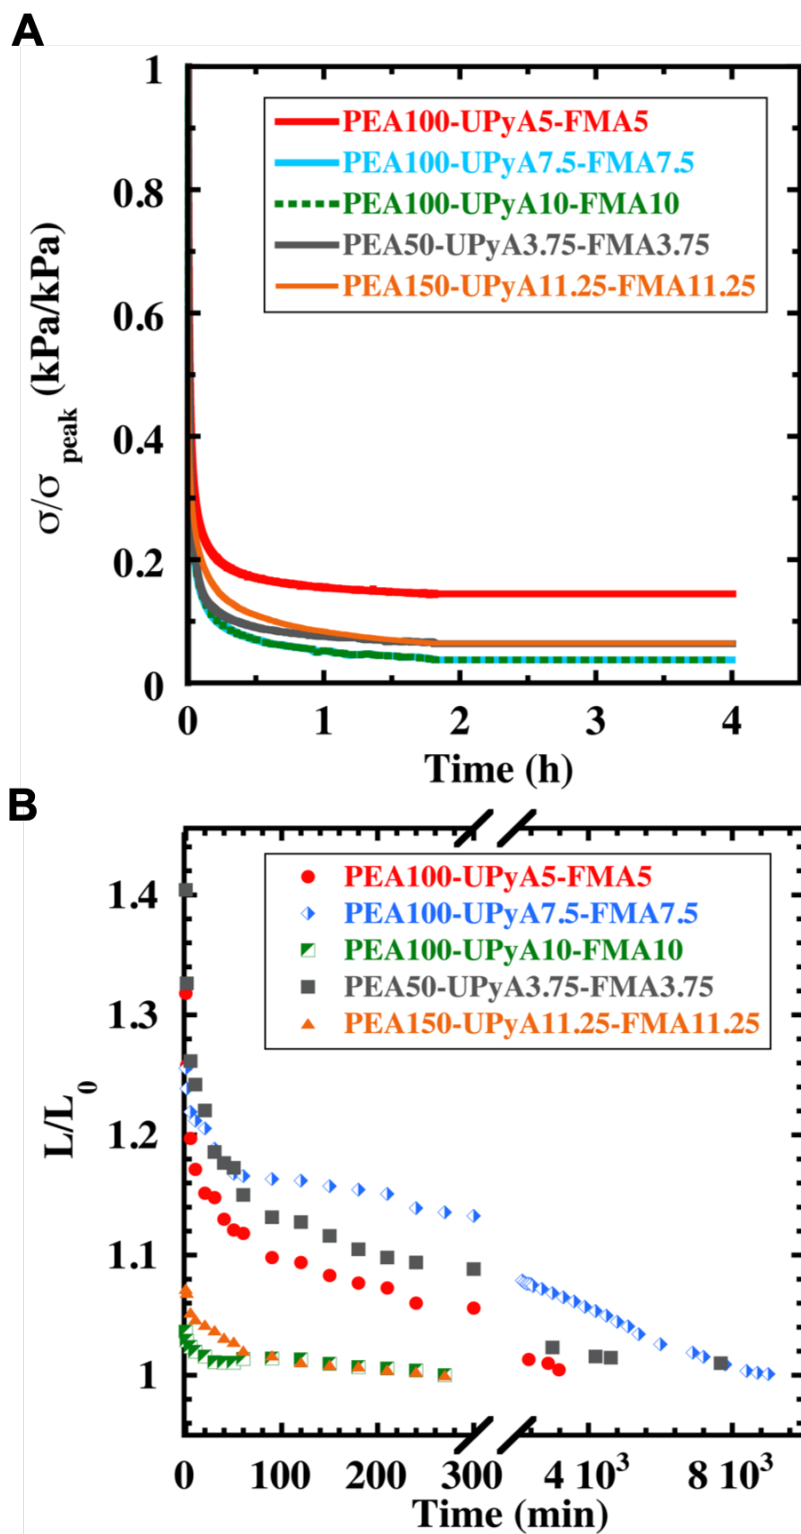 A
1
0.8
0.6
0.4
0.2
0
σ/σ peak (kPa/kPa)
PEA100-UPyA5-FMA5
PEA100-UPyA7.5-FMA7.5
PEA100-UPyA10-FMA10
PEA50-UPyA3.75-FMA3.75
PEA150-UPyA11.25-FMA11.25
0 1 2 3 4
Time (h)
B
1.4
1.3
1.2
1.1
1
L/L0
PEA100-UPyA5-FMA5
PEA100-UPyA7.5-FMA7.5
PEA100-UPyA10-FMA10
PEA50-UPyA3.75-FMA3.75
PEA150-UPyA11.25-FMA11.25
0 100 200 300 4 10³ 8 10³
Time (min)